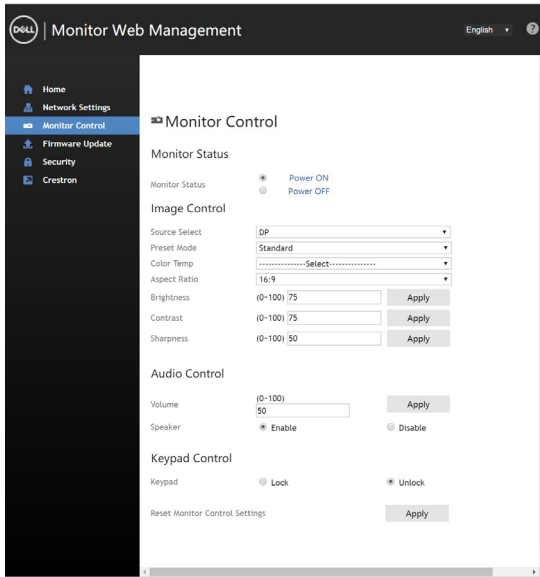 DELL | Monitor Web Management
English
?
Home
Network Settings
Monitor Control
Firmware Update
Security
Crestron
Monitor Control
Monitor Status
Monitor Status Power ON
Power OFF
Image Control
Source Select DP
Preset Mode Standard
Color Temp ---------------Select---------------
Aspect Ratio 16:9
Brightness (0~100) 75 Apply
Contrast (0~100) 75 Apply
Sharpness (0~100) 50 Apply
Audio Control
(0~100)
Volume 50 Apply
Speaker Enable Disable
Keypad Control
Keypad Lock Unlock
Reset Monitor Control Settings Apply